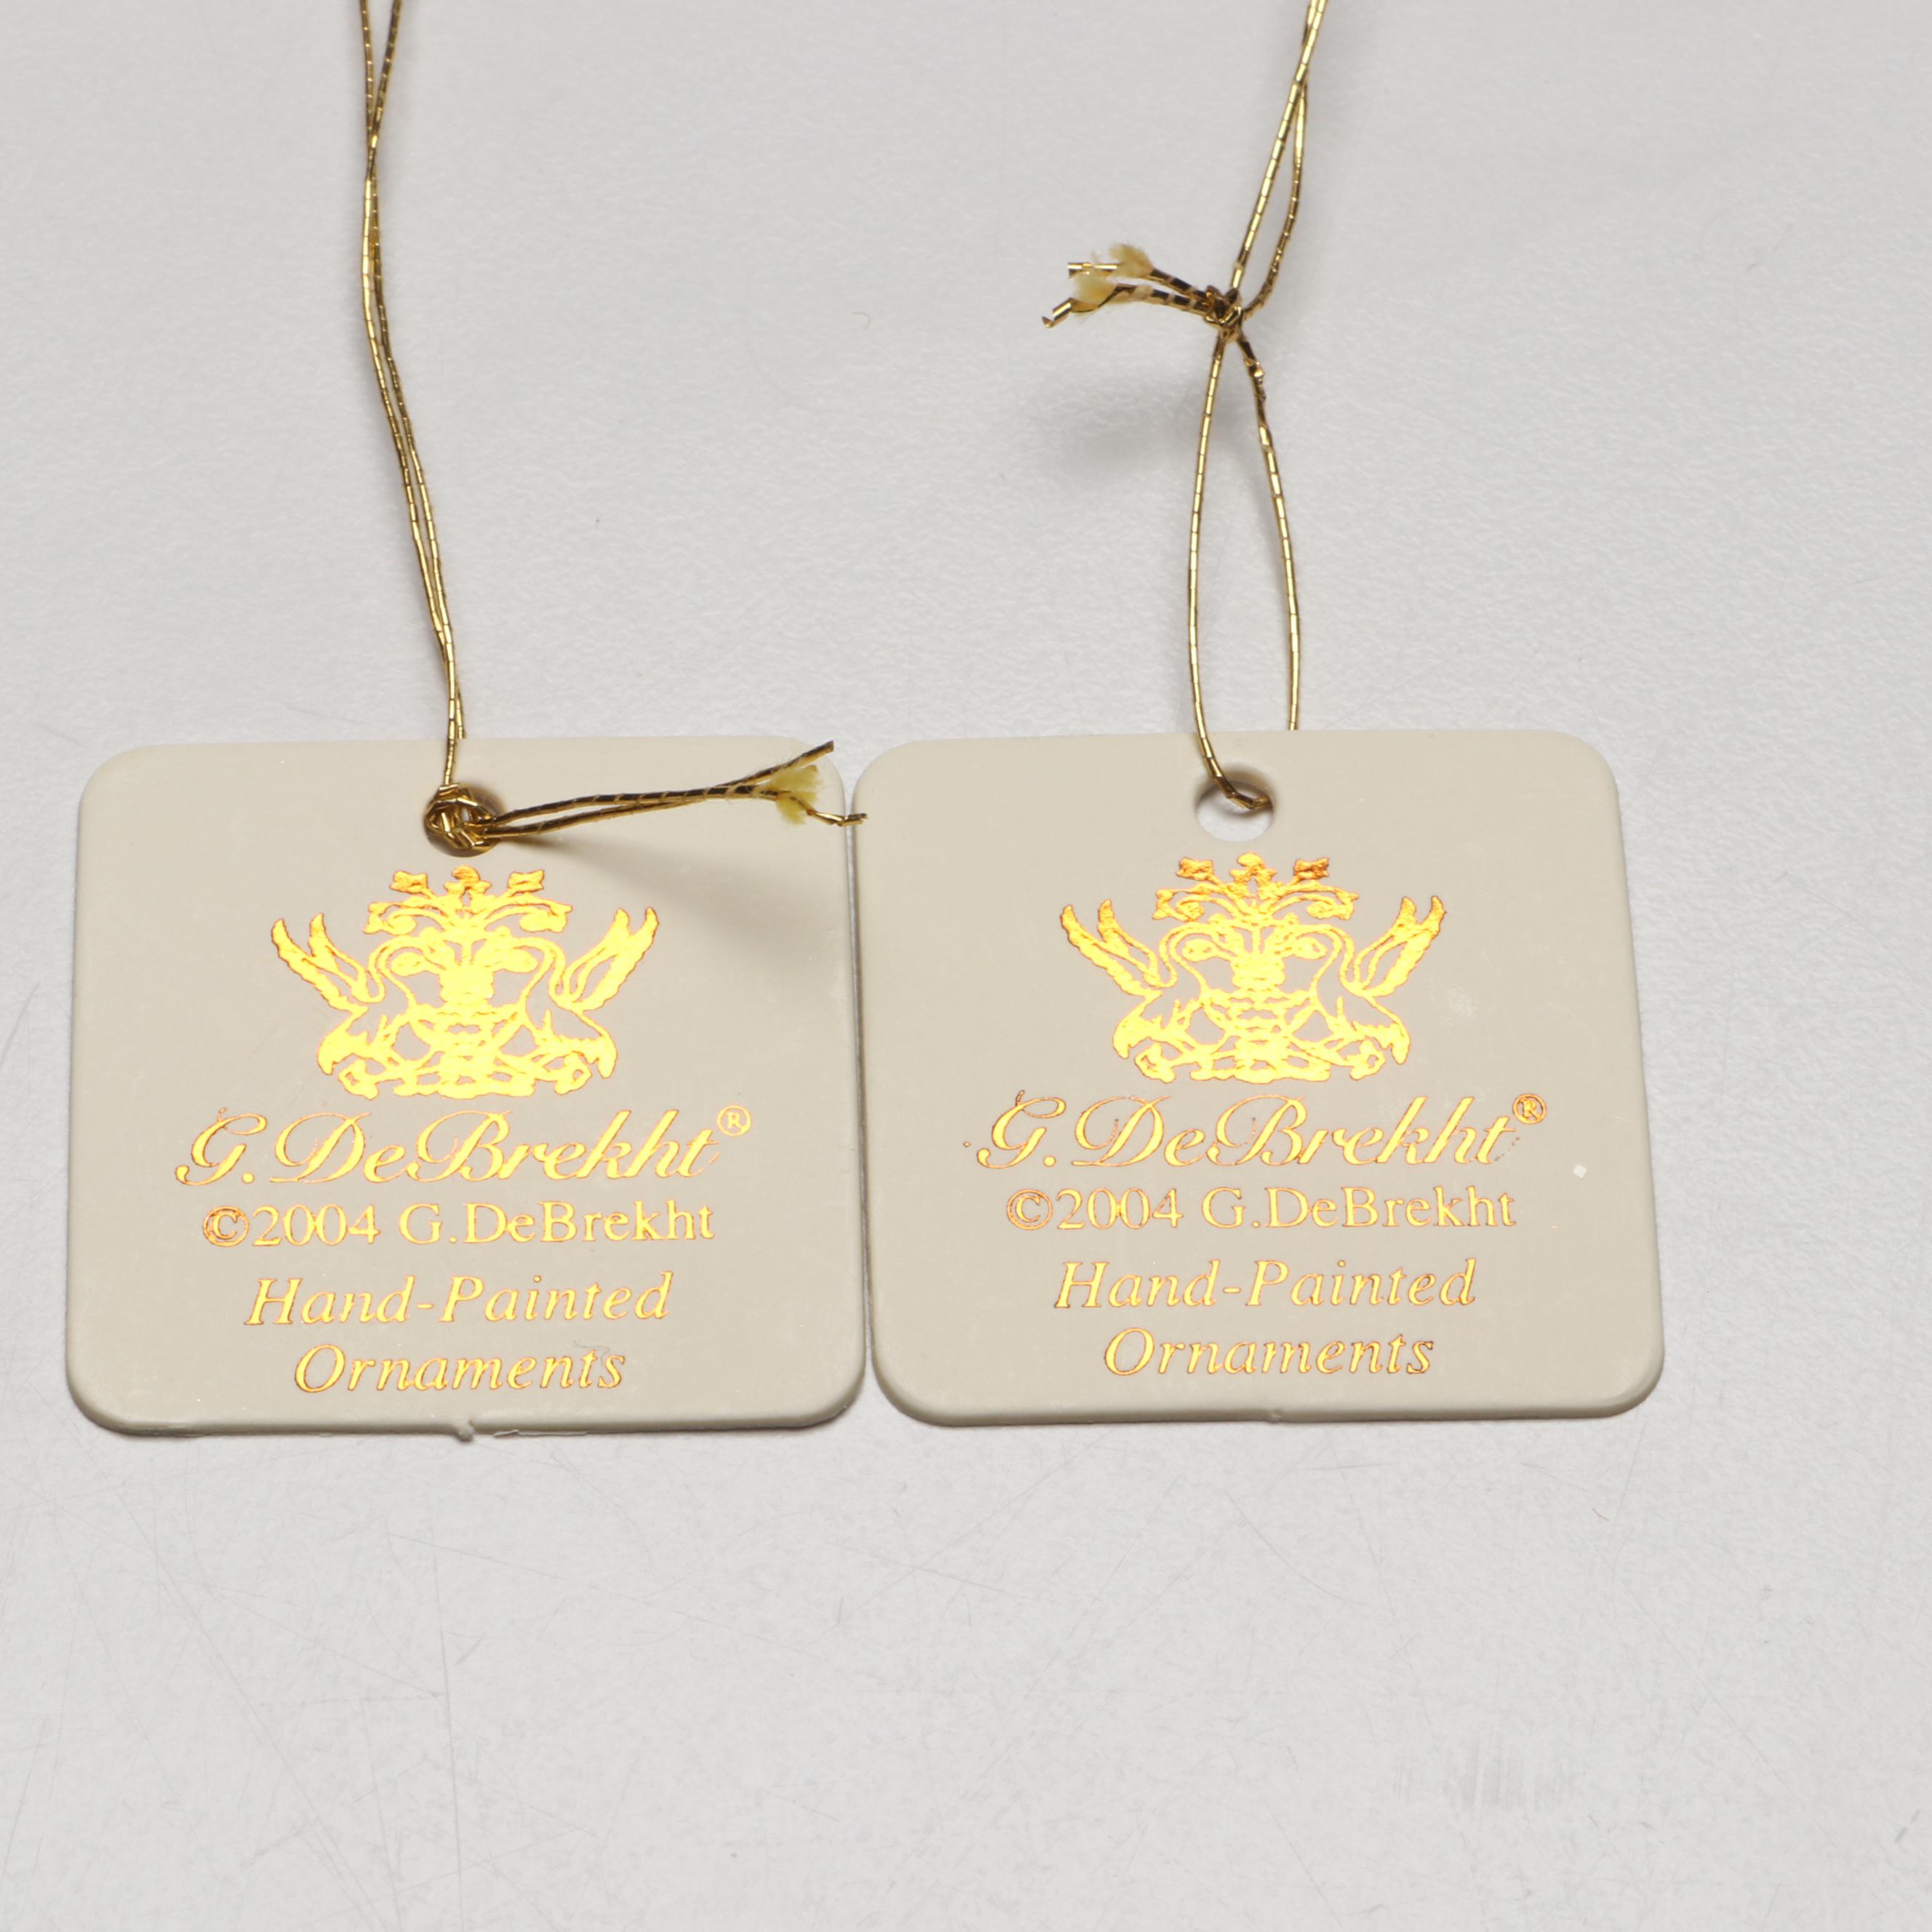 G. DeBrekht®
©2004 G.DeBrekht
Hand-Painted
Ornaments
G. DeBrekht®
©2004 G.DeBrekht
Hand-Painted
Ornaments